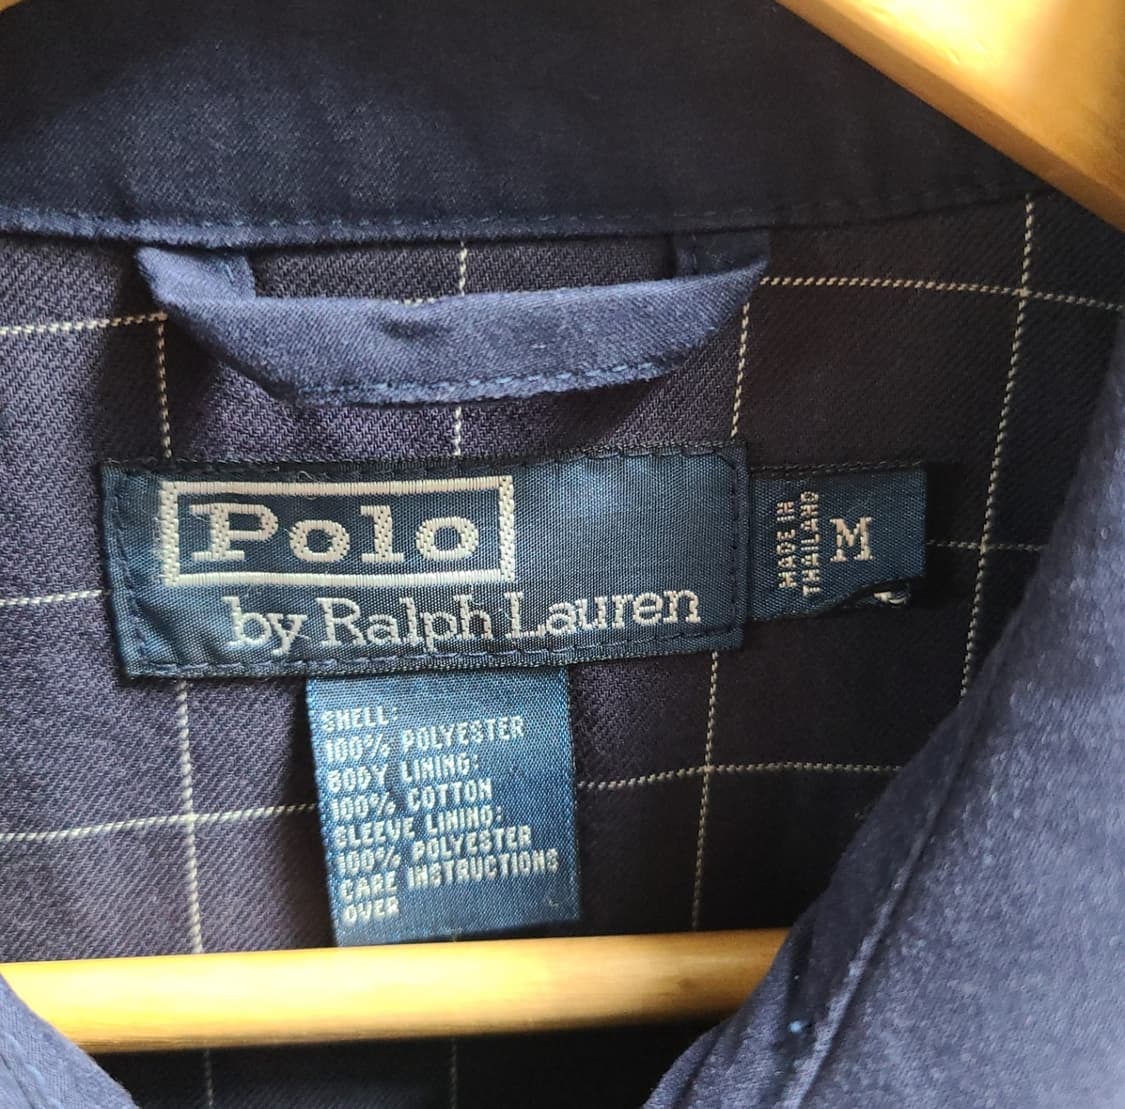 Polo
by Ralph Lauren
MADE IN
THAILAND
M
SHELL:
100% POLYESTER
BODY LINING:
100% COTTON
SLEEVE LINING:
100% POLYESTER
CARE INSTRUCTIONS
OVER